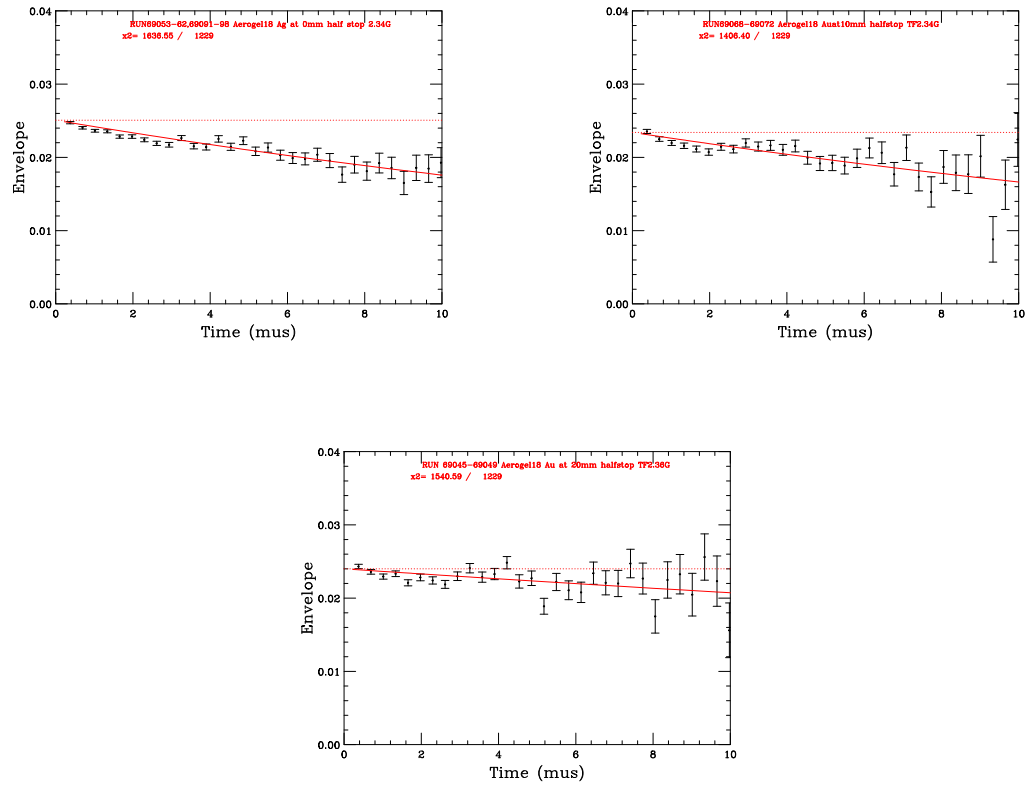 RUN69053-62,69091-98 Aerogel18 Ag at 0mm half stop 2.34G
x2= 1636.55 / 1229
0.04
0.03
0.02
0.01
0.00
Envelope
0 2 4 6 8 10
Time (mus)
RUN69068-69072 Aerogel18 Auat10mm halfstop TF2.34G
x2= 1406.40 / 1229
0.04
0.03
0.02
0.01
0.00
Envelope
0 2 4 6 8 10
Time (mus)
RUN 69045-69049 Aerogel18 Au at 20mm halfstop TF2.36G
x2= 1540.59 / 1229
0.04
0.03
0.02
0.01
0.00
Envelope
0 2 4 6 8 10
Time (mus)